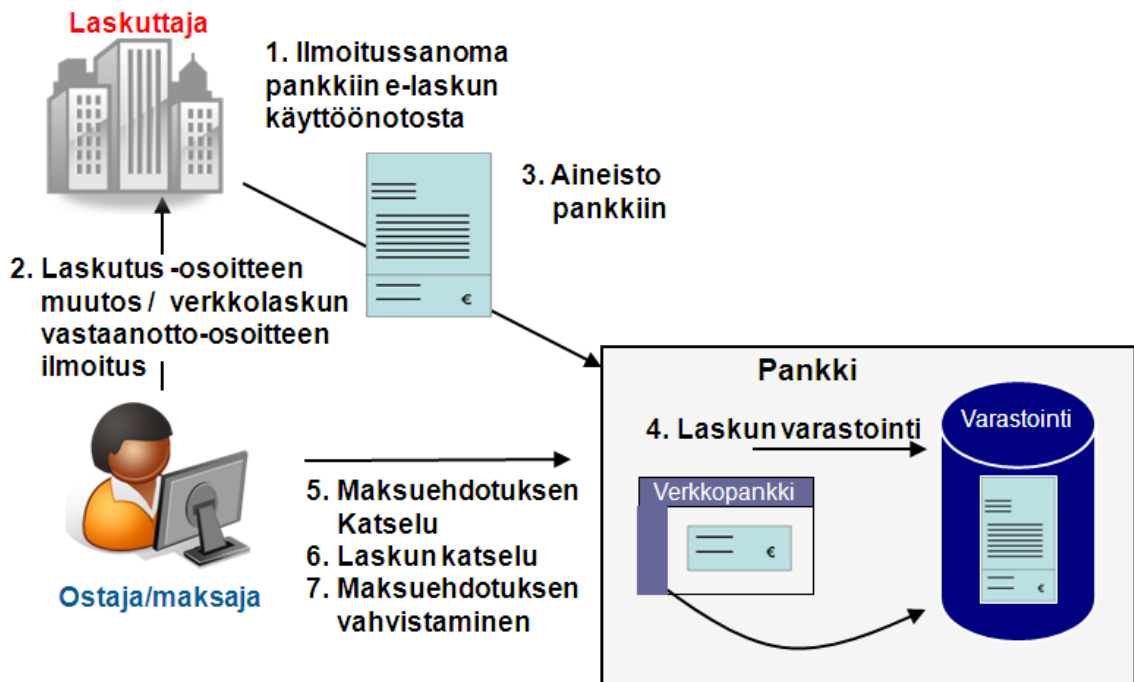 Laskuttaja
1. Ilmoitussanoma
pankkiin e-laskun
käyttöönotosta
3. Aineisto
pankkiin
2. Laskutus -osoitteen
muutos / verkkolaskun
vastaanotto-osoitteen
ilmoitus
€
Pankki
4. Laskun varastointi
Varastointi
Verkkopankki
€
€
5. Maksuehdotuksen
Katselu
6. Laskun katselu
7. Maksuehdotuksen
vahvistaminen
Ostaja/maksaja